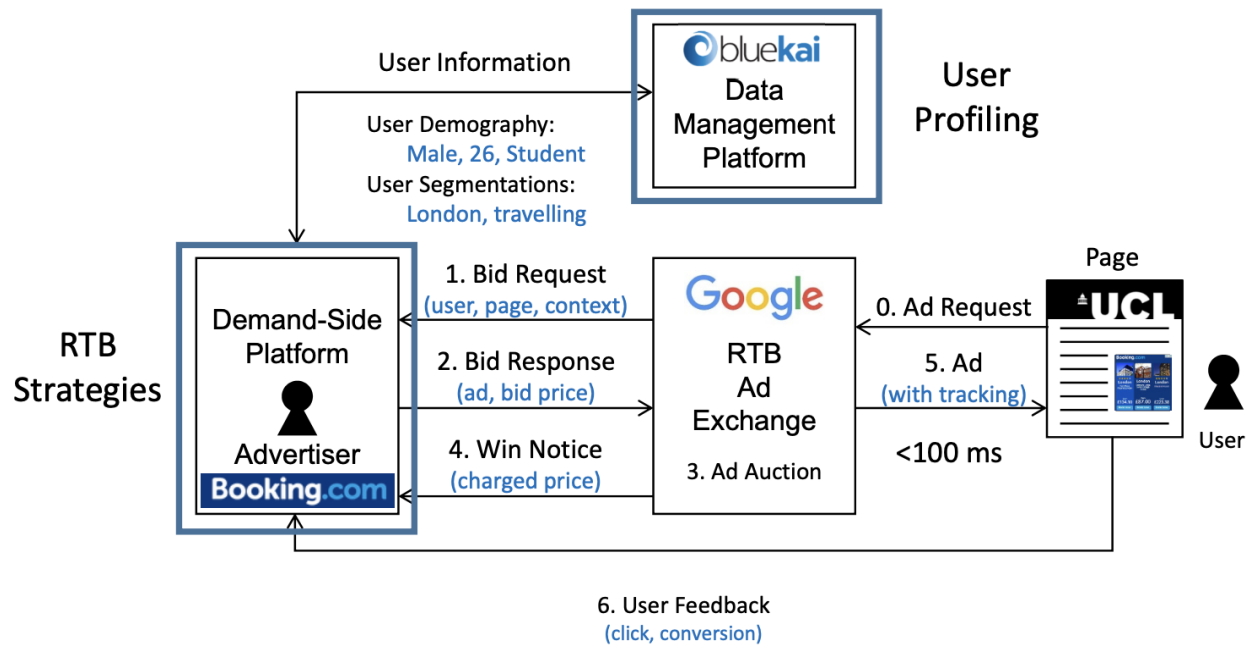 User Information
User Demography:
Male, 26, Student
User Segmentations:
London, travelling
bluekai
Data
Management
Platform
User
Profiling
RTB
Strategies
Demand-Side
Platform
Advertiser
Booking.com
1. Bid Request
(user, page, context)
2. Bid Response
(ad, bid price)
4. Win Notice
(charged price)
Google
RTB
Ad
Exchange
3. Ad Auction
0. Ad Request
5. Ad
(with tracking)
<100 ms
Page
UCL
Booking.com
User
6. User Feedback
(click, conversion)